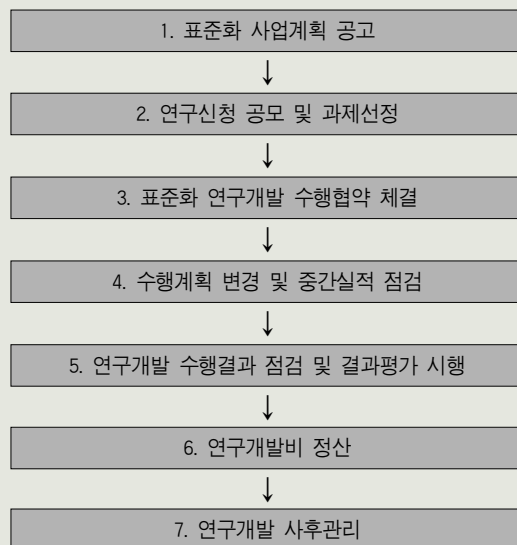 1. 표준화 사업계획 공고
↓
2. 연구신청 공모 및 과제선정
↓
3. 표준화 연구개발 수행협약 체결
↓
4. 수행계획 변경 및 중간실적 점검
↓
5. 연구개발 수행결과 점검 및 결과평가 시행
↓
6. 연구개발비 정산
↓
7. 연구개발 사후관리